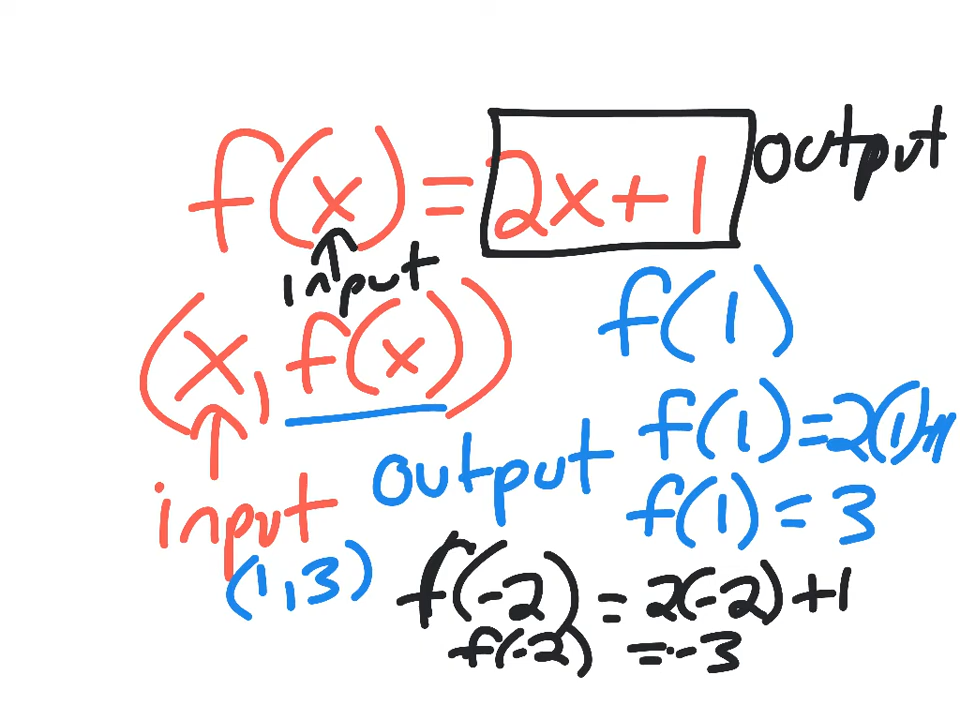 f(x) = 2x+1 output
input
(x, f(x)) f(1)
f(1) = 2(1)+1
input output f(1) = 3
(1,3) f(-2) = 2(-2)+1
f(-2) = -3